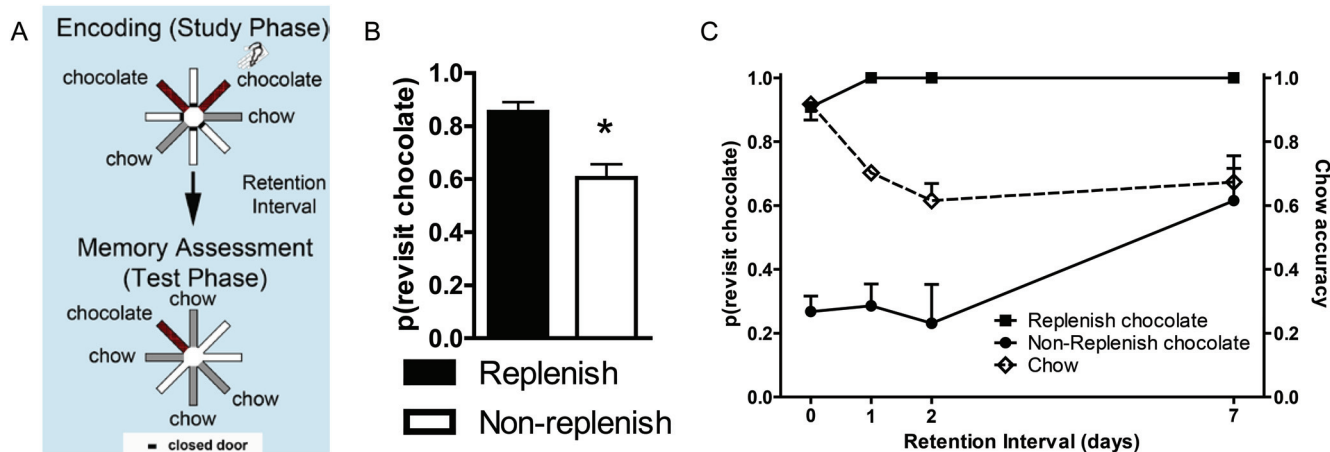 A
Encoding (Study Phase)
chocolate
chocolate
chow
chow
Retention
Interval
Memory Assessment
(Test Phase)
chow
chocolate
chow
chow
chow
closed door
B
p(revisit chocolate)
1.0
0.8
0.6
0.4
0.2
0.0
*
Replenish
Non-replenish
C
p(revisit chocolate)
1.0
0.8
0.6
0.4
0.2
0.0
Replenish chocolate
Non-Replenish chocolate
Chow
1.0
0.8
0.6
0.4
0.2
0.0
Chow accuracy
0 1 2 7
Retention Interval (days)